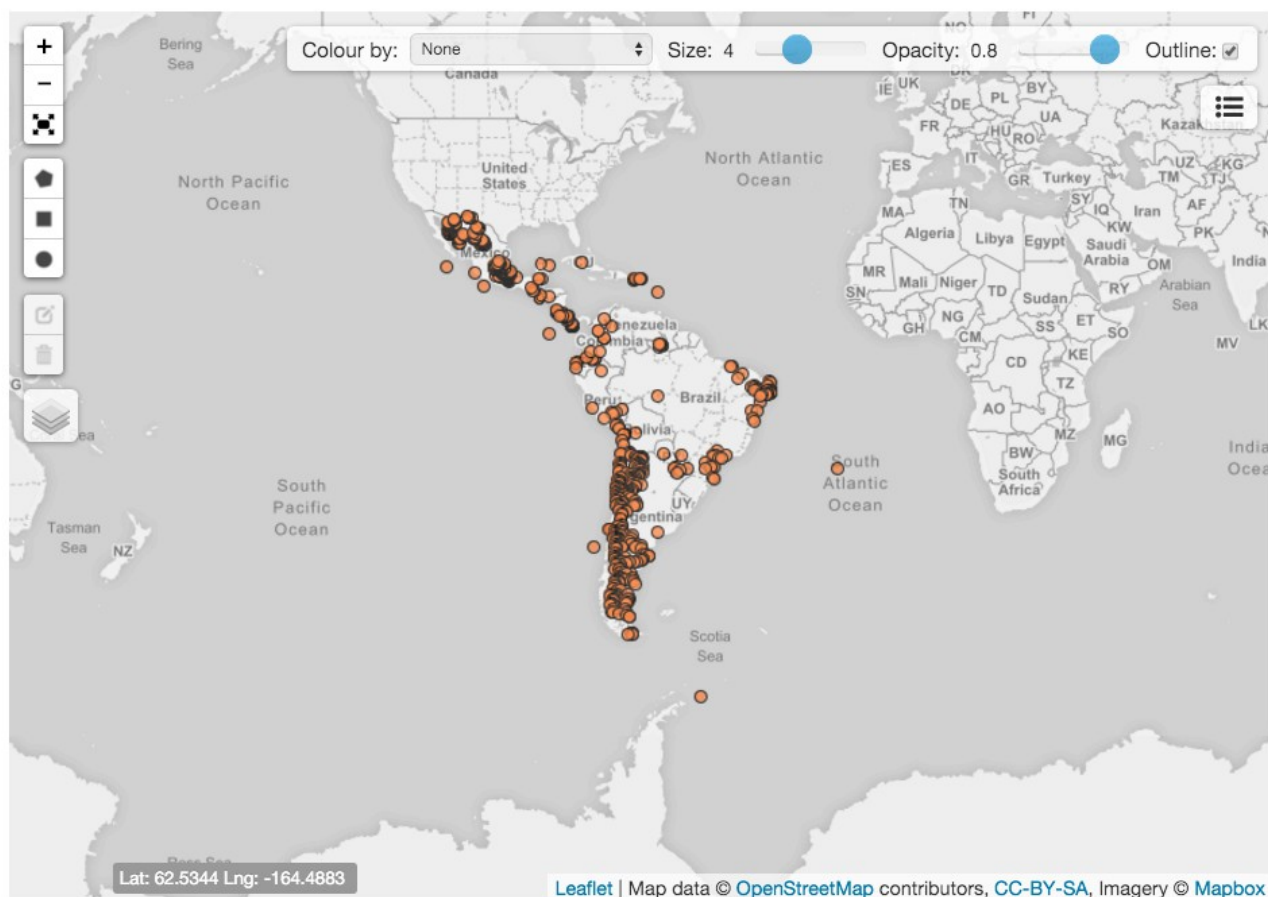 +
Bering
Sea
Colour by: None Size: 4 Opacity: 0.8 Outline:
−
Canada
NO
FI
IE UK
DE PL BY
UA
FR
HU RO
Kazakhstan
ES
IT
GR Turkey
UZ KG
TM TJ
North Pacific
Ocean
United
States
North Atlantic
Ocean
MA
TN
SY
IQ
Iran
AF
PK
Algeria Libya Egypt
KW
Saudi
Arabia
OM
India
Mexico
MR
Mali Niger
TD
Sudan
RY
Arabian
Sea
SN
NG
GH
CM
SS
ET
SO
LK
MV
Venezuela
Colombia
CD
KE
TZ
Peru
Brazil
Bolivia
AO
MZ
MG
BW
South
Africa
South
Pacific
Ocean
South
Atlantic
Ocean
UY
Argentina
Tasman
Sea
NZ
Scotia
Sea
Lat: 62.5344 Lng: -164.4883
Leaflet | Map data © OpenStreetMap contributors, CC-BY-SA, Imagery © Mapbox